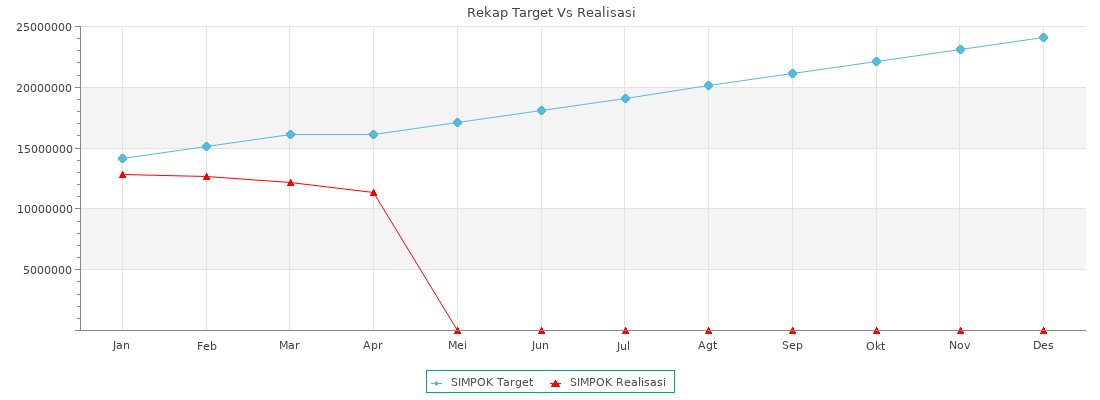 Rekap Target Vs Realisasi
25000000
20000000
15000000
10000000
5000000
Jan Feb Mar Apr Mei Jun Jul Agt Sep Okt Nov Des
SIMPOK Target SIMPOK Realisasi